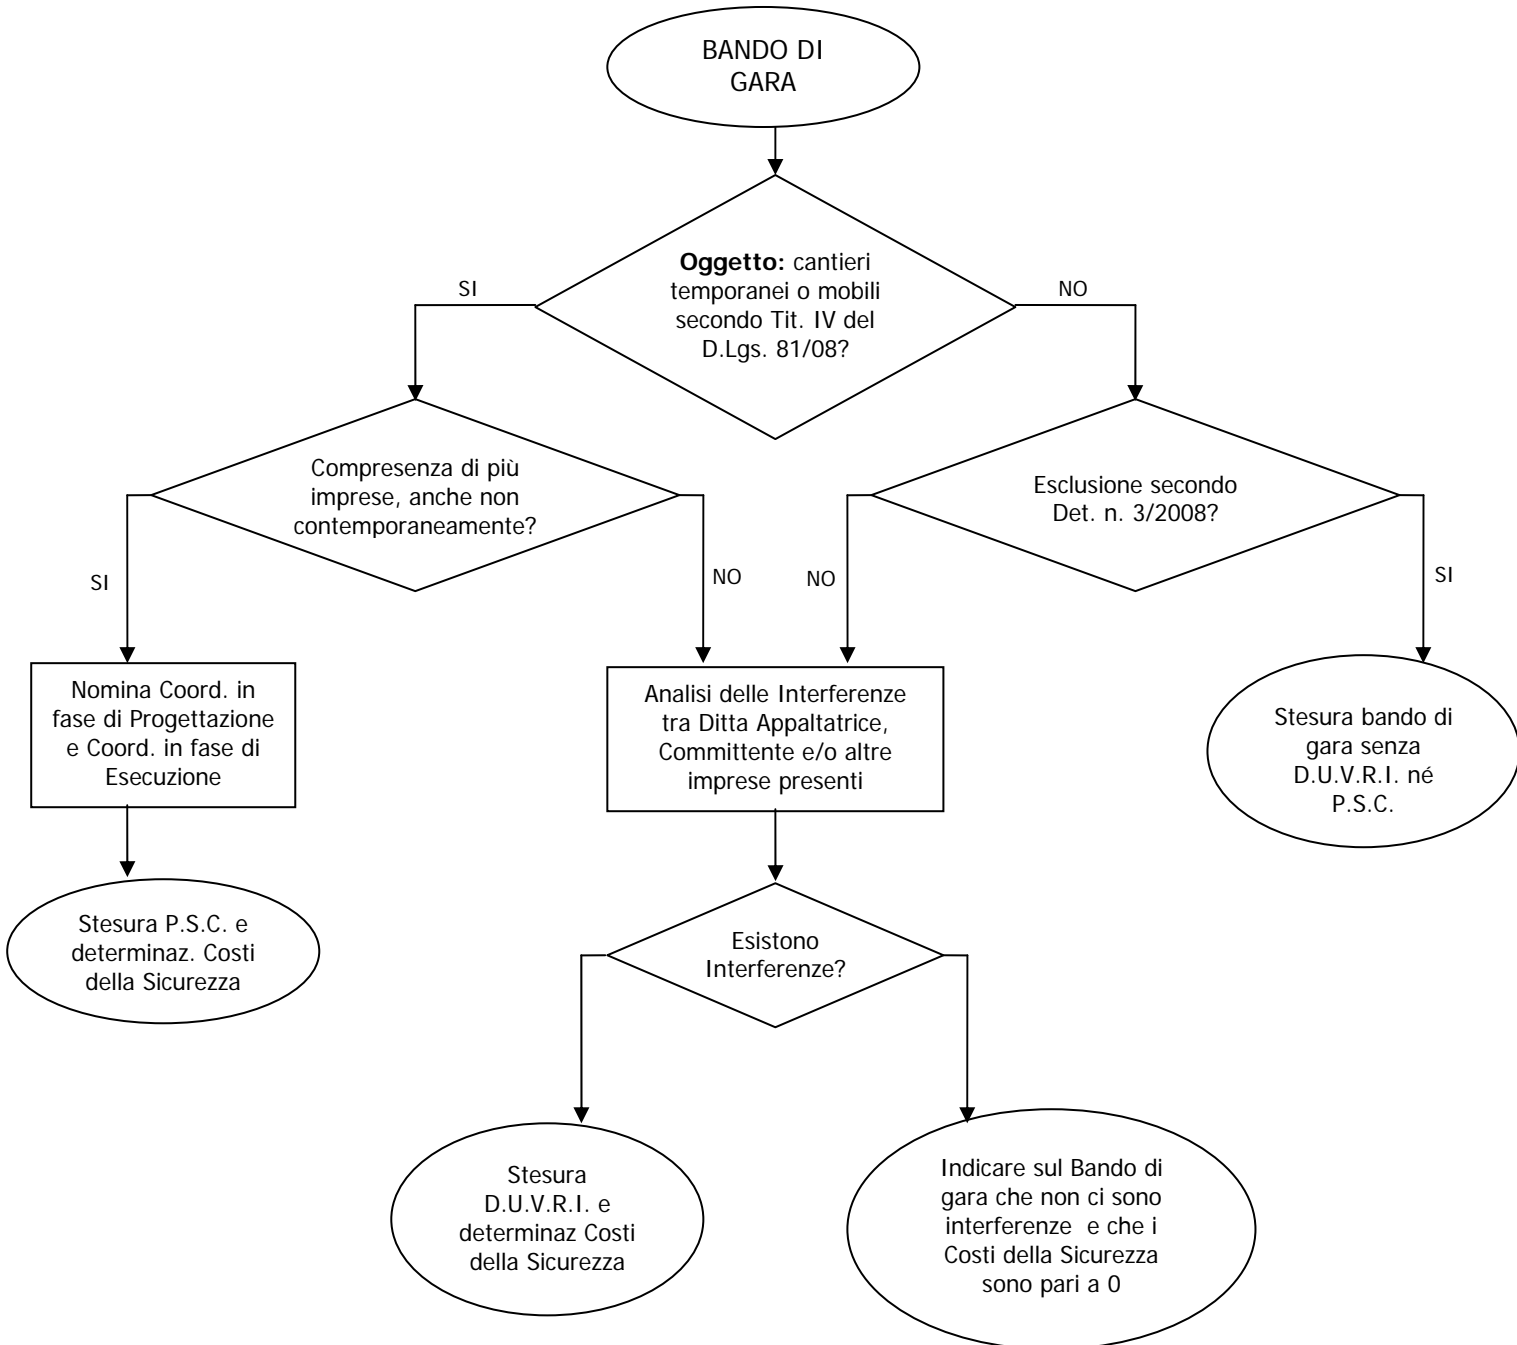 BANDO DI
GARA
Oggetto: cantieri
temporanei o mobili
secondo Tit. IV del
D.Lgs. 81/08?
SI
NO
Compresenza di più
imprese, anche non
contemporaneamente?
Esclusione secondo
Det. n. 3/2008?
SI
NO
NO
SI
Nomina Coord. in
fase di Progettazione
e Coord. in fase di
Esecuzione
Analisi delle Interferenze
tra Ditta Appaltatrice,
Committente e/o altre
imprese presenti
Stesura bando di
gara senza
D.U.V.R.I. né
P.S.C.
Stesura P.S.C. e
determinaz. Costi
della Sicurezza
Esistono
Interferenze?
Stesura
D.U.V.R.I. e
determinaz Costi
della Sicurezza
Indicare sul Bando di
gara che non ci sono
interferenze  e che i
Costi della Sicurezza
sono pari a 0